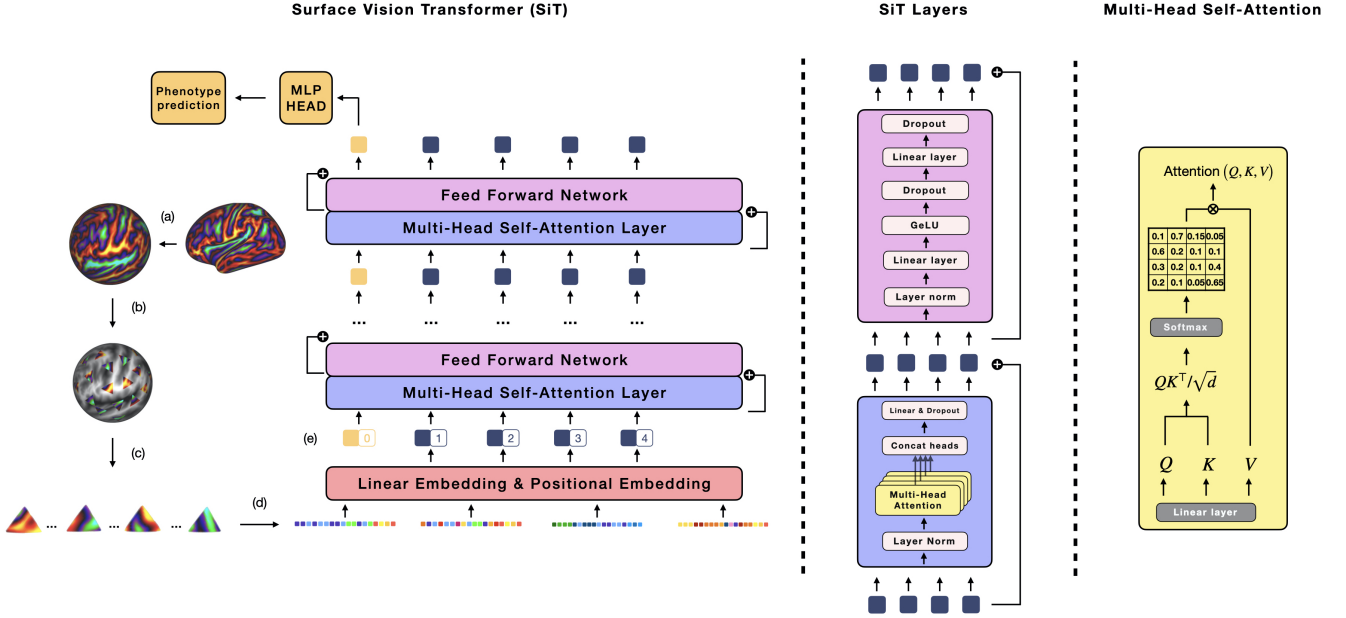 Surface Vision Transformer (SiT)
Phenotype
prediction
MLP
HEAD
Feed Forward Network
Multi-Head Self-Attention Layer
(a)
(b)
...
...
...
...
...
Feed Forward Network
Multi-Head Self-Attention Layer
(c)
(e)
0
1
2
3
4
Linear Embedding & Positional Embedding
(d)
...
...
...
SiT Layers
Dropout
Linear layer
Dropout
GeLU
Linear layer
Layer norm
Linear & Dropout
Concat heads
Multi-Head
Attention
Layer Norm
Multi-Head Self-Attention
Attention (Q, K, V)
0.1 0.7 0.15 0.05
0.6 0.2 0.1 0.1
0.3 0.2 0.1 0.4
0.2 0.1 0.05 0.65
Softmax
QK⊤/√d
Q K V
Linear layer